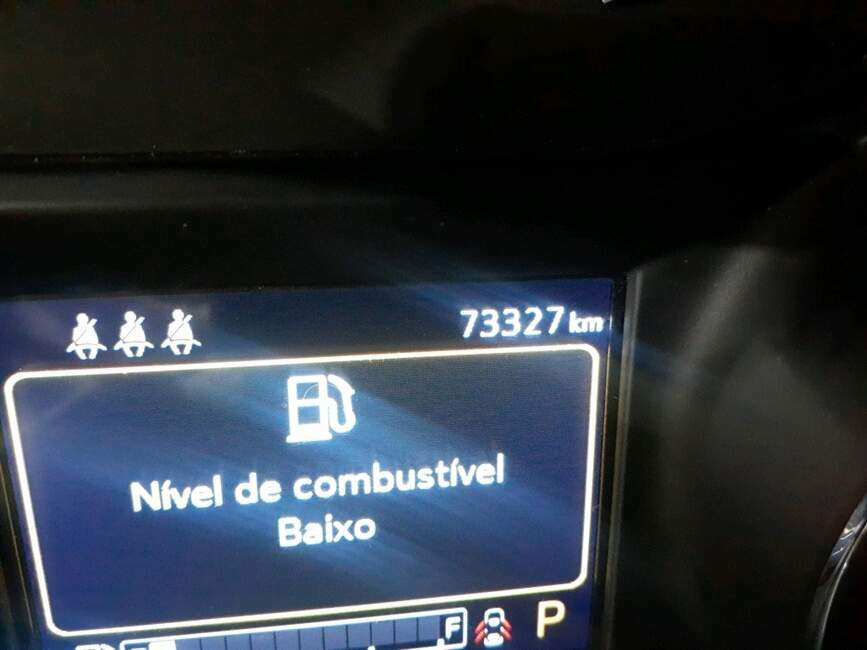 73327 km
Nível de combustível
Baixo
F P